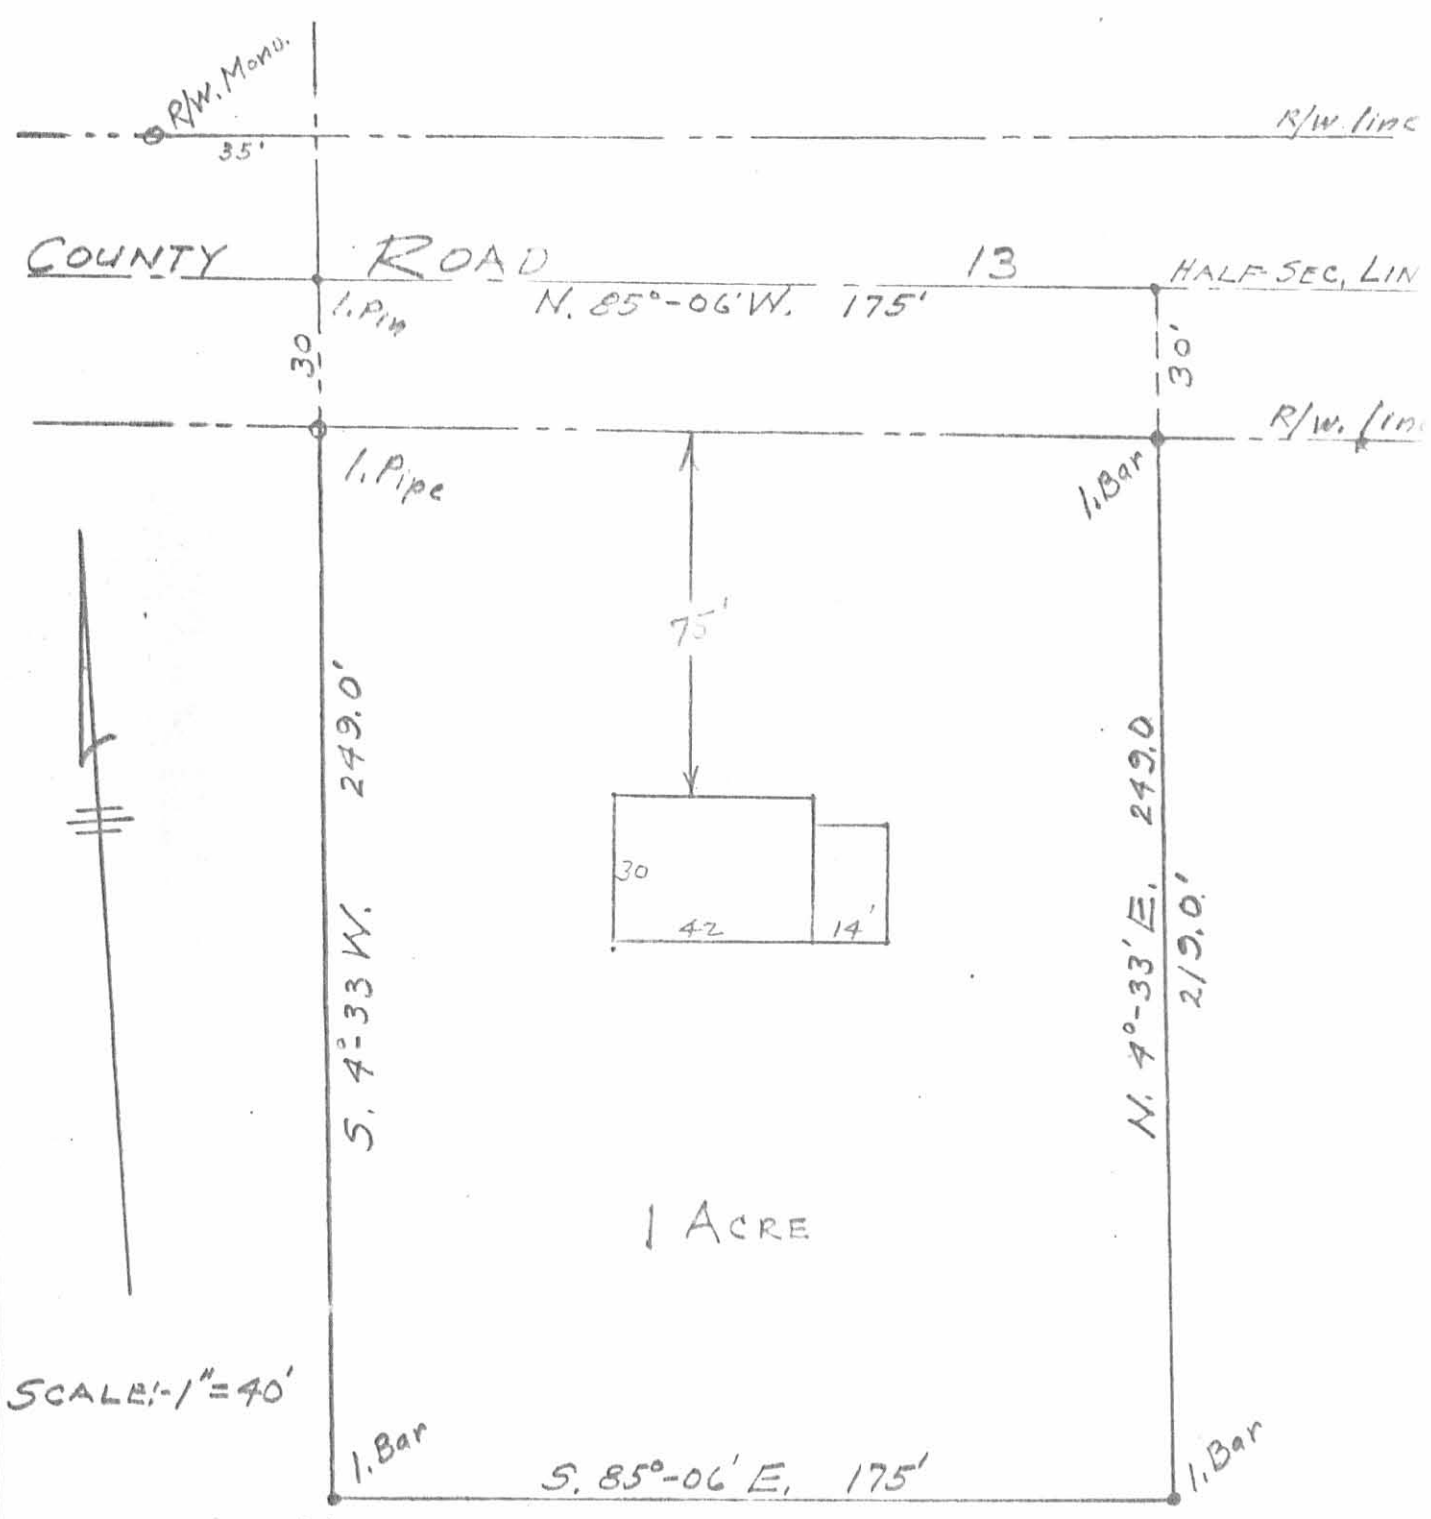 R/W. Mono.
R/W. line
35'
COUNTY ROAD 13
HALF-SEC, LIN
I. Pin
N. 85°-06'W. 175'
30
30'
R/W. lin
I. Pipe
I. Bar
75'
S. 4°-33 W. 249.0'
N. 4°-33' E. 249.0
219.0'
30
42
14'
1 ACRE
SCALE:-1"=40'
I. Bar
S. 85°-06' E. 175'
I. Bar